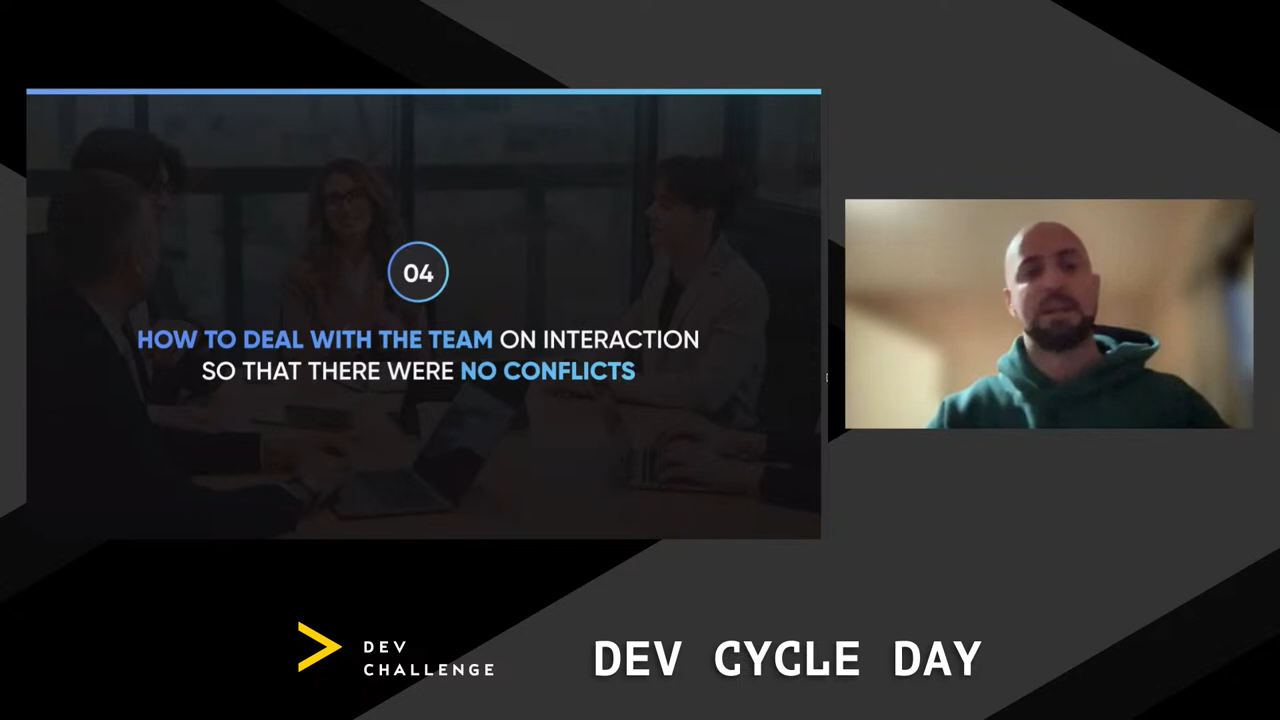 04
HOW TO DEAL WITH THE TEAM ON INTERACTION
SO THAT THERE WERE NO CONFLICTS
DEV
CHALLENGE
DEV CYCLE DAY